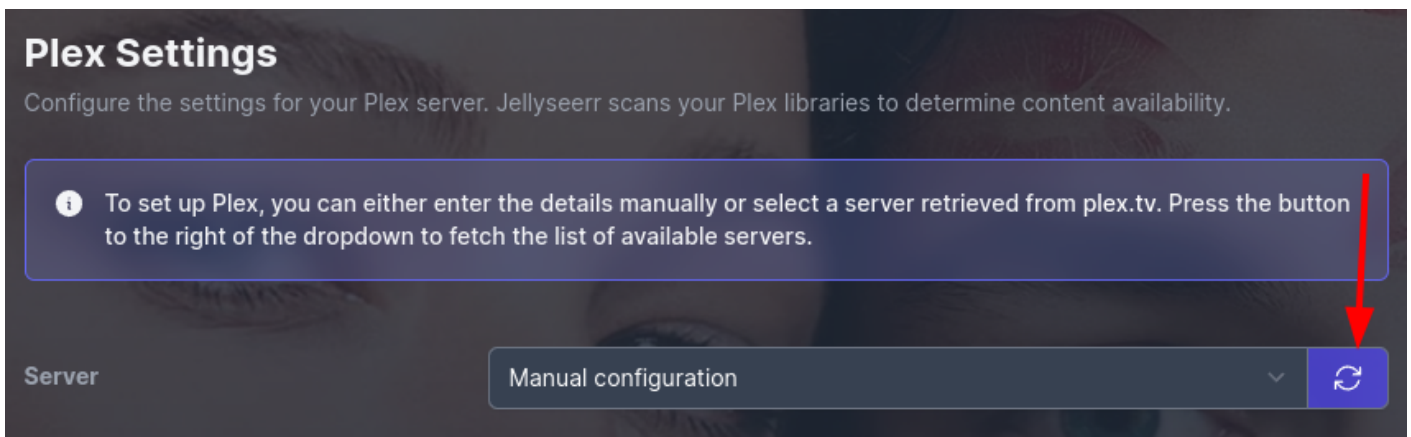 Plex Settings
Configure the settings for your Plex server. Jellyseerr scans your Plex libraries to determine content availability.
To set up Plex, you can either enter the details manually or select a server retrieved from plex.tv. Press the button
to the right of the dropdown to fetch the list of available servers.
Server
Manual configuration